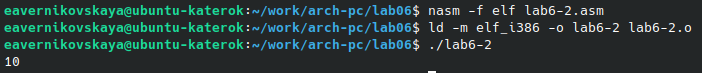 eavernikovskaya@ubuntu-katerok:~/work/arch-pc/lab06$ nasm -f elf lab6-2.asm
eavernikovskaya@ubuntu-katerok:~/work/arch-pc/lab06$ ld -m elf_i386 -o lab6-2 lab6-2.o
eavernikovskaya@ubuntu-katerok:~/work/arch-pc/lab06$ ./lab6-2
10